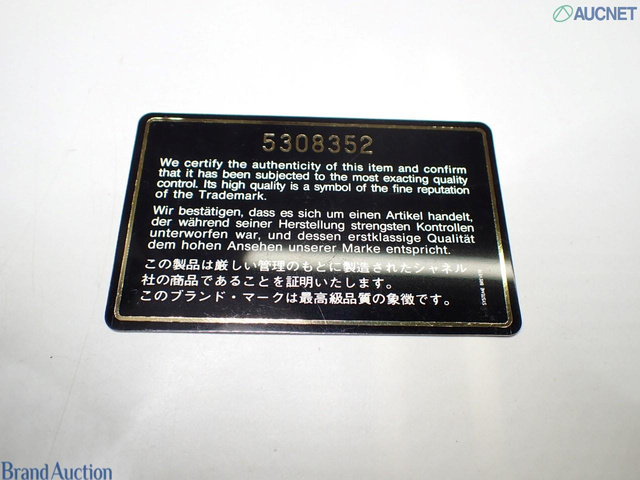 AUCNET
5308352
We certify the authenticity of this item and confirm
that it has been subjected to the most exacting quality
control. Its high quality is a symbol of the fine reputation
of the Trademark.
Wir bestätigen, dass es sich um einen Artikel handelt,
der während seiner Herstellung strengsten Kontrollen
unterworfen war, und dessen erstklassige Qualität
dem hohen Ansehen unserer Marke entspricht.
この製品は厳しい管理のもとに製造されたシャネル
社の商品であることを証明いたします。
このブランド・マークは最高級品質の象徴です。
Brand Auction